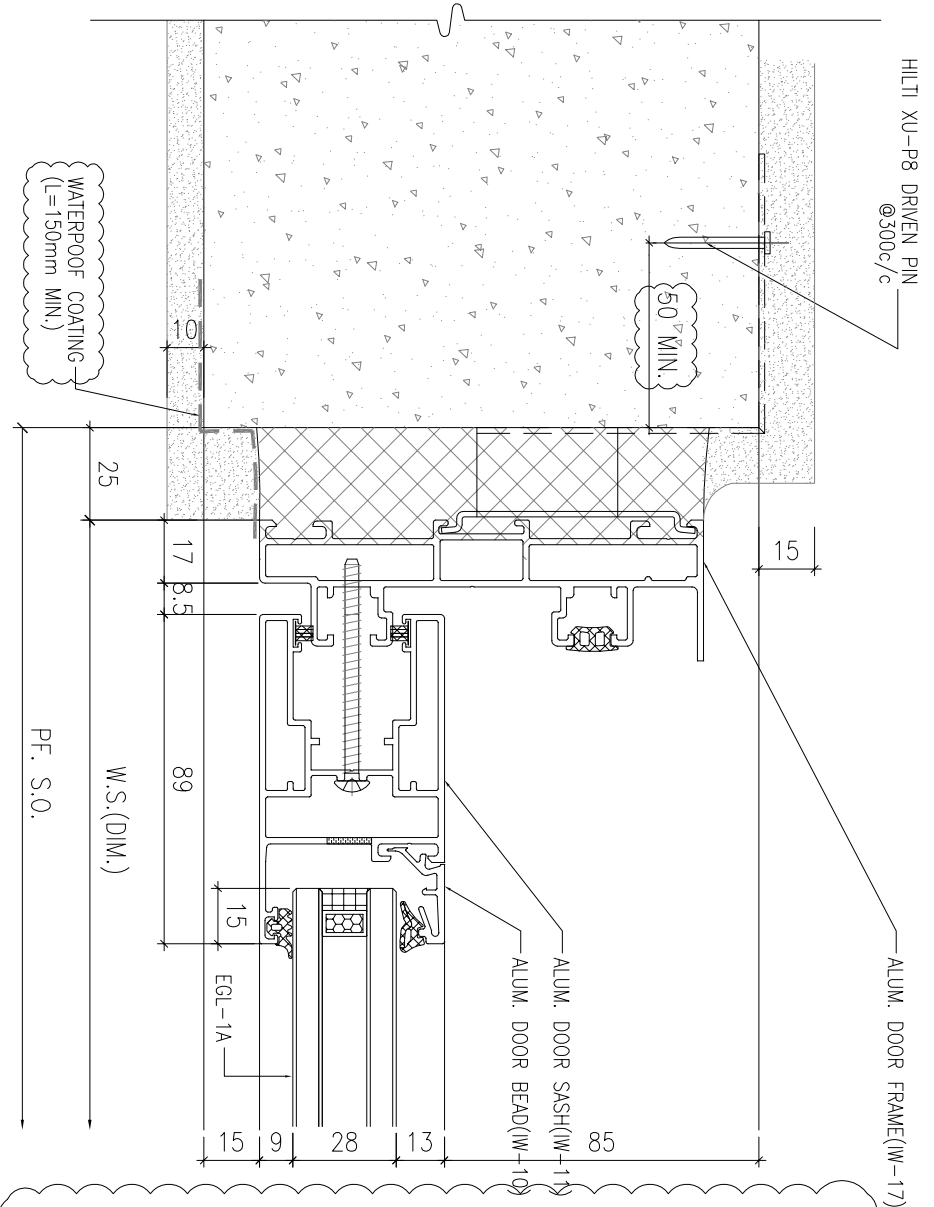 HILTI XU-P8 DRIVEN PIN
@300c/c
50 MIN.
WATERPOOF COATING
(L=150mm MIN.)
10
25
17
8.5
89
15
15
W.S.(DIM.)
PF. S.O.
EGL-1A
ALUM. DOOR FRAME(IW-17)
ALUM. DOOR SASH(IW-11)
ALUM. DOOR BEAD(IW-10)
15
9
28
13
85